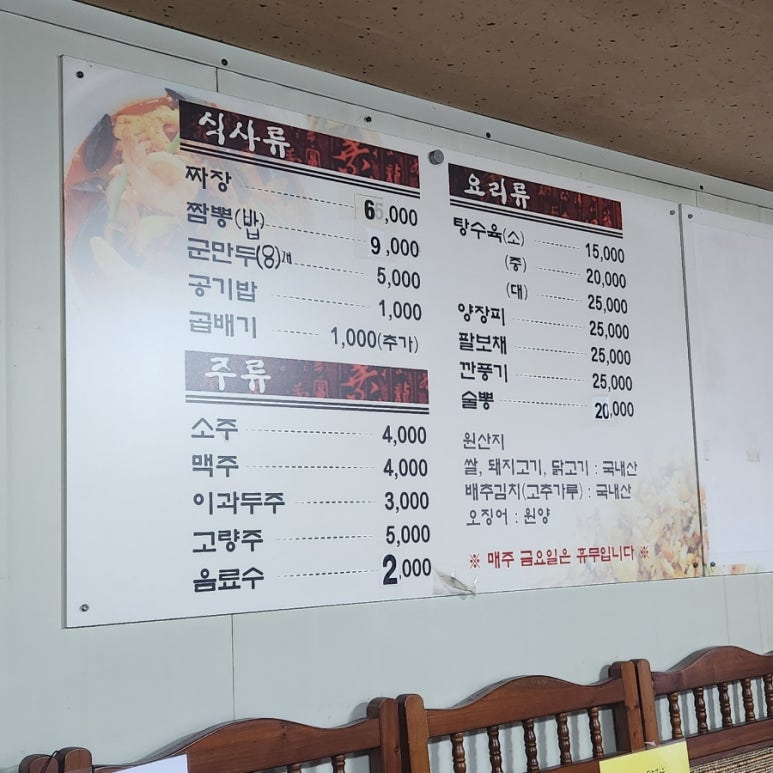 식사류
짜장 65,000
짬뽕(밥) 9,000
군만두(8)개 5,000
공기밥 1,000
곱배기 1,000(추가)
주류
소주 4,000
맥주 4,000
이과두주 3,000
고량주 5,000
음료수 2,000
요리류
탕수육(소) 15,000
(중) 20,000
(대) 25,000
양장피 25,000
팔보채 25,000
깐풍기 25,000
술뽕 20,000
원산지
쌀, 돼지고기, 닭고기 : 국내산
배추김치(고추가루) : 국내산
오징어 : 원양
※ 매주 금요일은 휴무입니다 ※